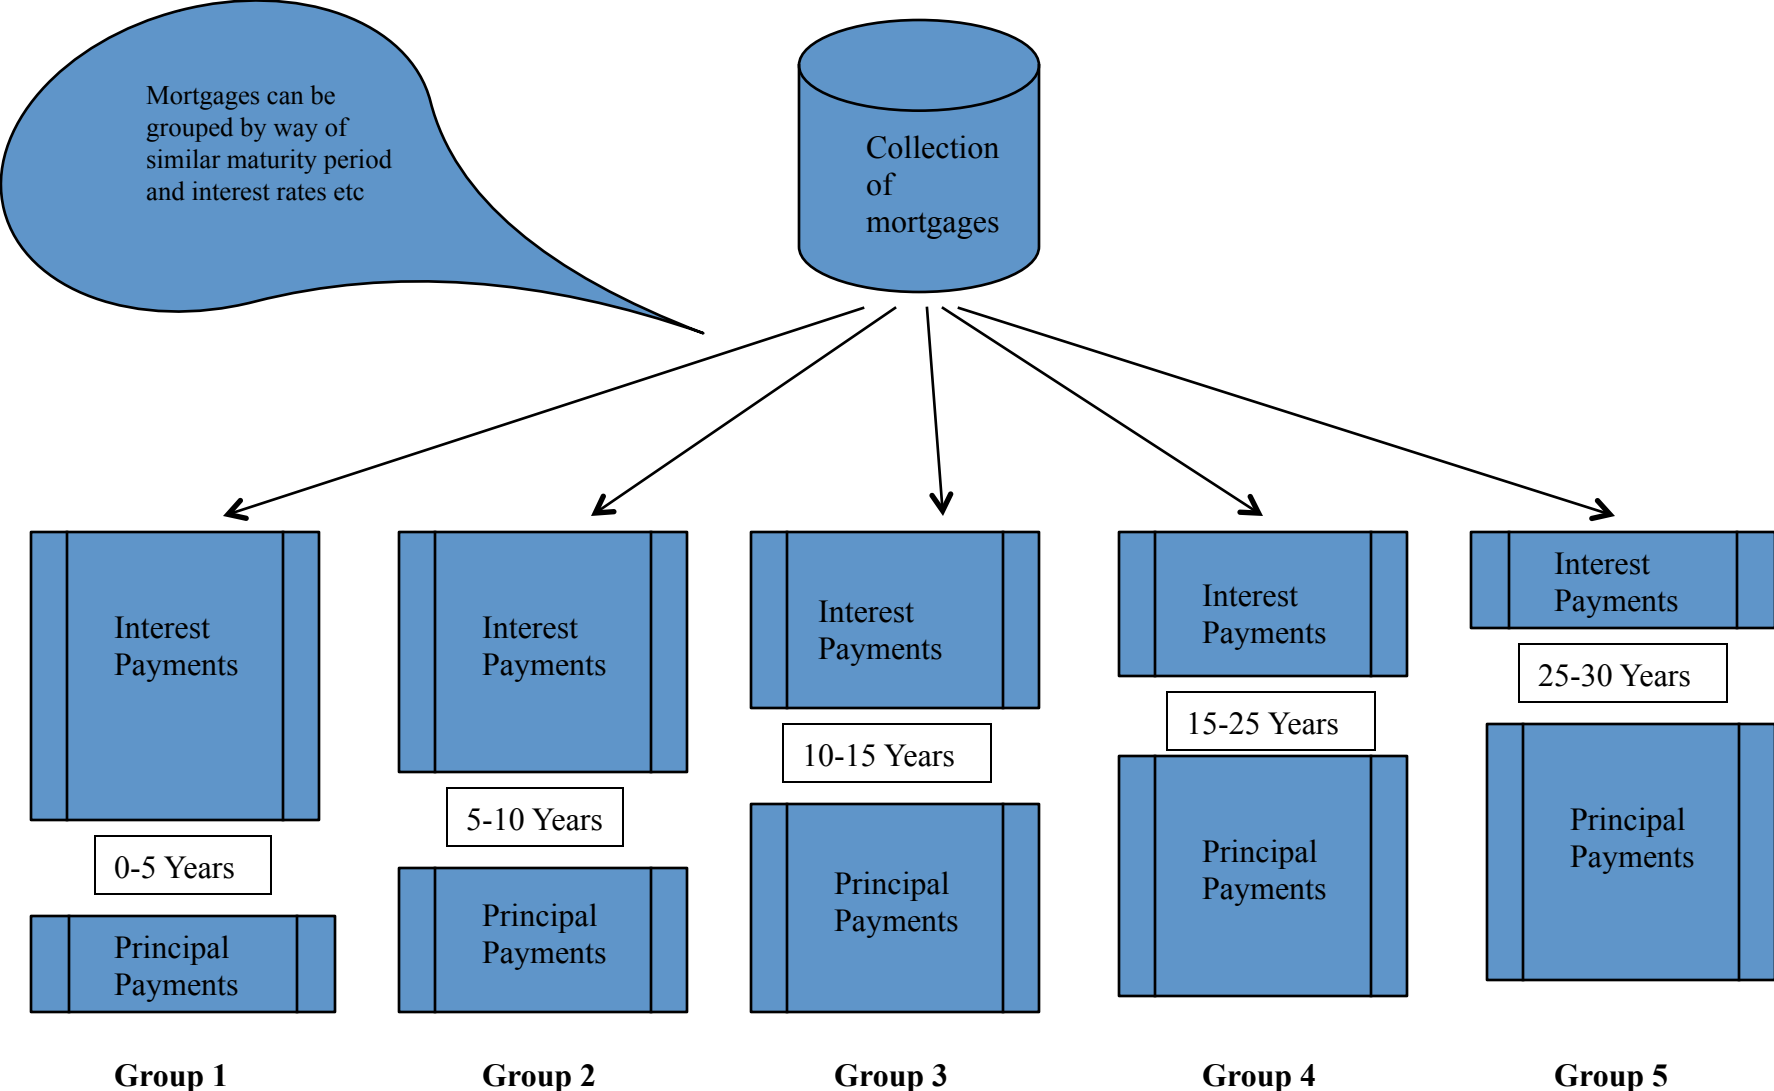 Mortgages can be
grouped by way of
similar maturity period
and interest rates etc
Collection
of
mortgages
Interest
Payments
0-5 Years
Principal
Payments
Group 1
Interest
Payments
5-10 Years
Principal
Payments
Group 2
Interest
Payments
10-15 Years
Principal
Payments
Group 3
Interest
Payments
15-25 Years
Principal
Payments
Group 4
Interest
Payments
25-30 Years
Principal
Payments
Group 5